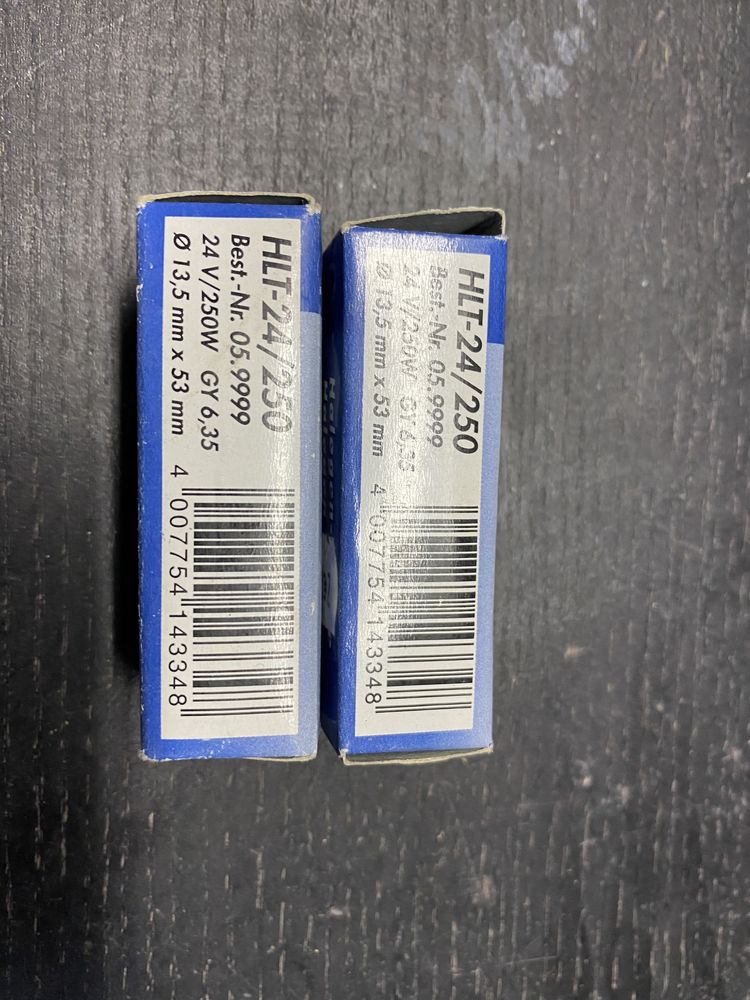 HLT-24/250
Best.-Nr. 05.9999
24 V/250W GY 6,35
Ø 13,5 mm x 53 mm
4 007754 143348
HLT-24/250
Best.-Nr. 05.9999
24 V/250W GY 6,35
Ø 13,5 mm x 53 mm
4 007754 143348